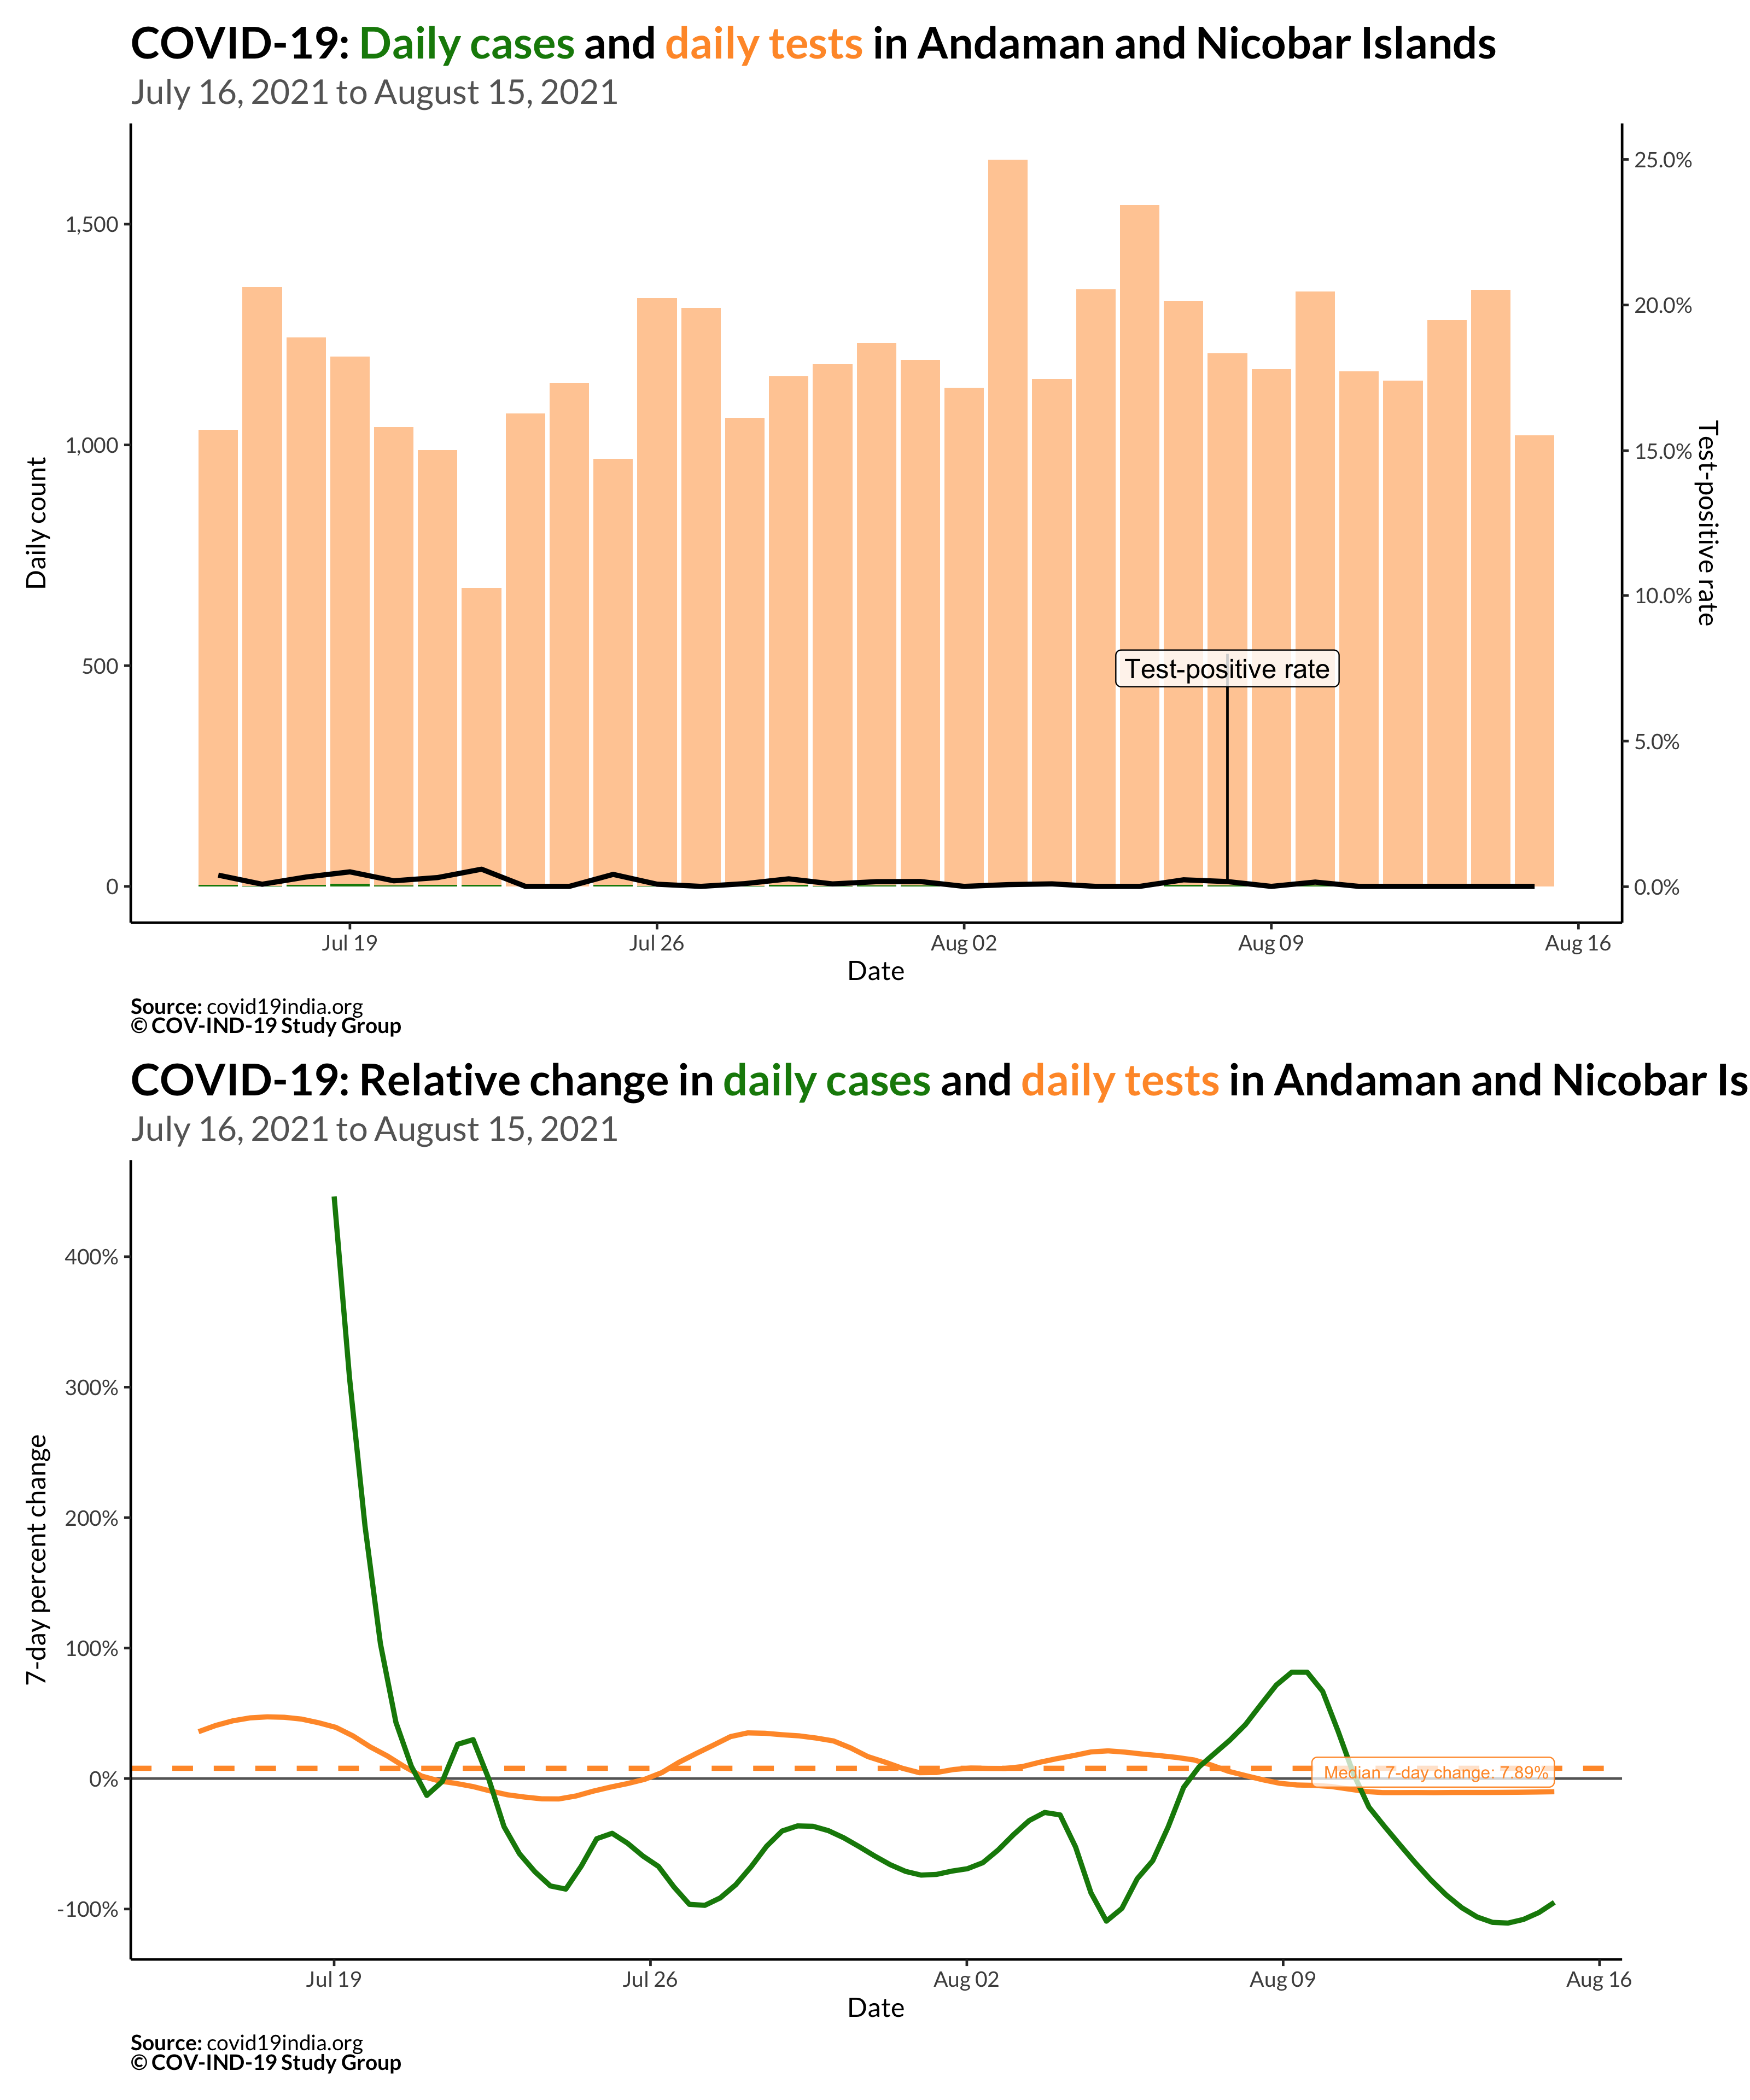 COVID-19: Daily cases and daily tests in Andaman and Nicobar Islands
July 16, 2021 to August 15, 2021
1,500
1,000
500
0
Daily count
25.0%
20.0%
15.0%
10.0%
5.0%
0.0%
Test-positive rate
Test-positive rate
Jul 19
Jul 26
Aug 02
Aug 09
Aug 16
Date
Source: covid19india.org
© COV-IND-19 Study Group
COVID-19: Relative change in daily cases and daily tests in Andaman and Nicobar Is
July 16, 2021 to August 15, 2021
400%
300%
200%
100%
0%
-100%
7-day percent change
Median 7-day change: 7.89%
Jul 19
Jul 26
Aug 02
Aug 09
Aug 16
Date
Source: covid19india.org
© COV-IND-19 Study Group